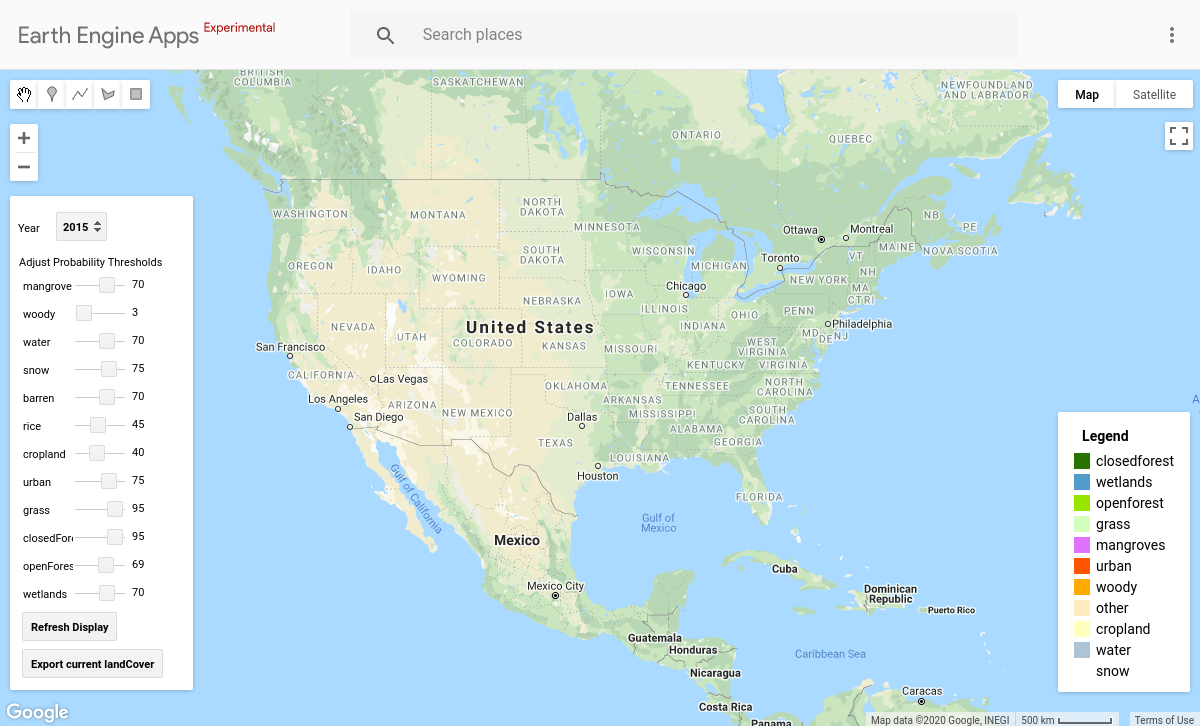 Earth Engine Apps Experimental
Search places
Map Satellite
Year 2015
Adjust Probability Thresholds
mangrove 70
woody 3
water 70
snow 75
barren 70
rice 45
cropland 40
urban 75
grass 95
closedFore 95
openFores 69
wetlands 70
Refresh Display
Export current landCover
BRITISH
COLUMBIA
SASKATCHEWAN
NEWFOUNDLAND
AND LABRADOR
ONTARIO
QUEBEC
WASHINGTON
MONTANA
NORTH
DAKOTA
MINNESOTA
Ottawa
Montreal
NB
PE
NOVA SCOTIA
MAINE
OREGON
IDAHO
SOUTH
DAKOTA
WISCONSIN
MICHIGAN
Toronto
VT
NH
NEW YORK
MA
CT
RI
WYOMING
Chicago
IOWA
NEBRASKA
ILLINOIS
INDIANA
OHIO
PENN
Philadelphia
MD
DE
NJ
NEVADA
UTAH
United States
COLORADO
KANSAS
MISSOURI
WEST
VIRGINIA
KENTUCKY
VIRGINIA
San Francisco
CALIFORNIA
Las Vegas
Los Angeles
San Diego
ARIZONA
NEW MEXICO
OKLAHOMA
ARKANSAS
TENNESSEE
NORTH
CAROLINA
SOUTH
CAROLINA
MISSISSIPPI
ALABAMA
GEORGIA
Dallas
TEXAS
LOUISIANA
Houston
FLORIDA
Gulf of California
Gulf of
Mexico
Mexico
Mexico City
Cuba
Dominican
Republic
Puerto Rico
Guatemala
Honduras
Nicaragua
Caribbean Sea
Costa Rica
Panama
Caracas
A
Legend
closedforest
wetlands
openforest
grass
mangroves
urban
woody
other
cropland
water
snow
Google
Map data ©2020 Google, INEGI 500 km Terms of Use